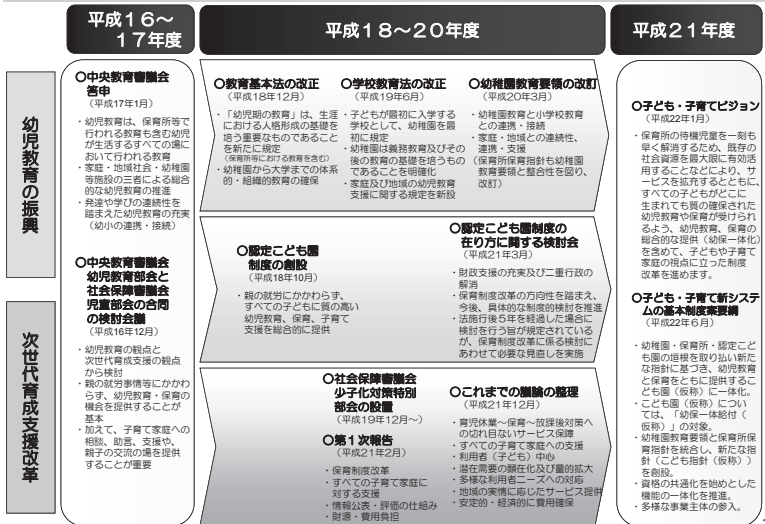 平成16～
17年度
平成18～20年度
平成21年度
幼児教育の振興
次世代育成支援改革
○中央教育審議会
答申
（平成17年1月）
・幼児教育は、保育所等で
行われる教育も含む幼児
が生活するすべての場に
おいて行われる教育
・家庭・地域社会・幼稚園
等施設の三者による総合
的な幼児教育の推進
・発達や学びの連続性を
踏まえた幼児教育の充実
（幼小の連携・接続）
○中央教育審議会
幼児教育部会と
社会保障審議会
児童部会の合同
の検討会議
（平成16年12月）
・幼児教育の観点と
次世代育成支援の観点
から検討
・親の就労事情等にかかわ
らず、幼児教育・保育の
機会を提供することが
基本
・加えて、子育て家庭への
相談、助言、支援や、
親子の交流の場を提供
することが重要
○教育基本法の改正
（平成18年12月）
・「幼児期の教育」は、生涯
における人格形成の基礎を
培う重要なものであること
を新たに規定
（保育所等における教育を含む）
・幼稚園から大学までの体系
的・組織的教育の確保
○学校教育法の改正
（平成19年6月）
・子どもが最初に入学する
学校として、幼稚園を最
初に規定
・幼稚園は義務教育及びそ
の後の教育の基礎を培うもの
であることを明確化
・家庭及び地域の幼児教育
支援に関する規定を新設
○幼稚園教育要領の改訂
（平成20年3月）
・幼稚園教育と小学校教育
との連携・接続
・家庭・地域との連続性、
連携・支援
（保育所保育指針も幼稚園
教育要領と整合性を図り、
改訂）
○認定こども園
制度の創設
（平成18年10月）
・親の就労にかかわらず、
すべての子どもに質の高い
幼児教育、保育、子育て
支援を総合的に提供
○認定こども園制度の
在り方に関する検討会
（平成21年3月）
・財政支援の充実及び二重行政の
解消
・保育制度改革の方向性を踏まえ、
今後、具体的な制度的検討を推進
・法施行後5年を経過した場合に
検討を行う旨が規定されている
が、保育制度改革に係る検討に
あわせて必要な見直しを実施
○社会保障審議会
少子化対策特別
部会の設置
（平成19年12月～）
○第1次報告
（平成21年2月）
・保育制度改革
・すべての子育て家庭に
対する支援
・情報公表・評価の仕組み
・財源・費用負担
○これまでの議論の整理
（平成21年12月）
・育児休業～保育～放課後対策へ
の切れ目ないサービス保障
・すべての子育て家庭への支援
・利用者（子ども）中心
・潜在需要の顕在化及び量的拡大
・多様な利用者ニーズへの対応
・地域の実情に応じたサービス提供
・安定的・経済的に費用確保
○子ども・子育てビジョン
（平成22年1月）
・保育所の待機児童を一刻も
早く解消するため、既存の
社会資源を最大限に有効活
用することなどにより、サ
ービスを拡充するとともに、
すべての子どもがどこに
生まれても質の確保された
幼児教育や保育が受けられ
るよう、幼児教育、保育の
総合的な提供（幼保一体化）
を含めて、子どもや子育て
家庭の視点に立った制度
改革を進めます。
○子ども・子育て新システ
ムの基本制度案要綱
（平成22年6月）
・幼稚園・保育所・認定こど
も園の垣根を取り払い新た
な指針に基づき、幼児教育
と保育をともに提供するこ
ども園（仮称）に一体化。
・こども園（仮称）につい
ては、「幼保一体給付（
仮称）」の対象。
・幼稚園教育要領と保育所保
育指針を統合し、新たな指
針（こども指針（仮称））
を創設。
・資格の共通化を始めとした
機能の一体化を推進。
・多様な事業主体の参入。